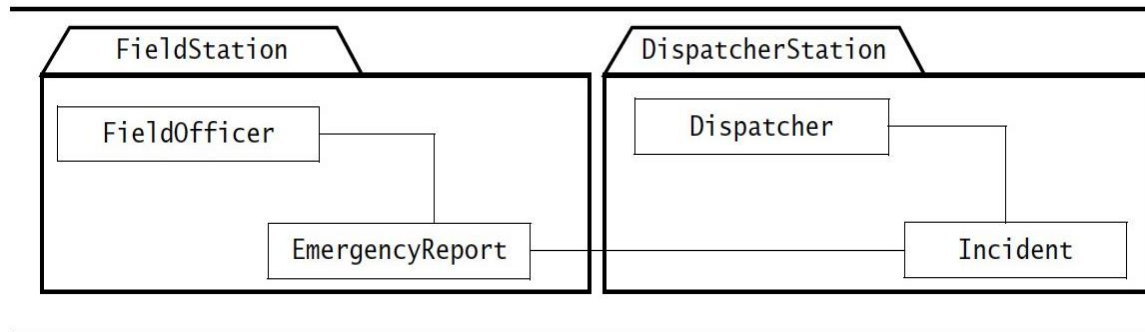 FieldStation
DispatcherStation
FieldOfficer
Dispatcher
EmergencyReport
Incident